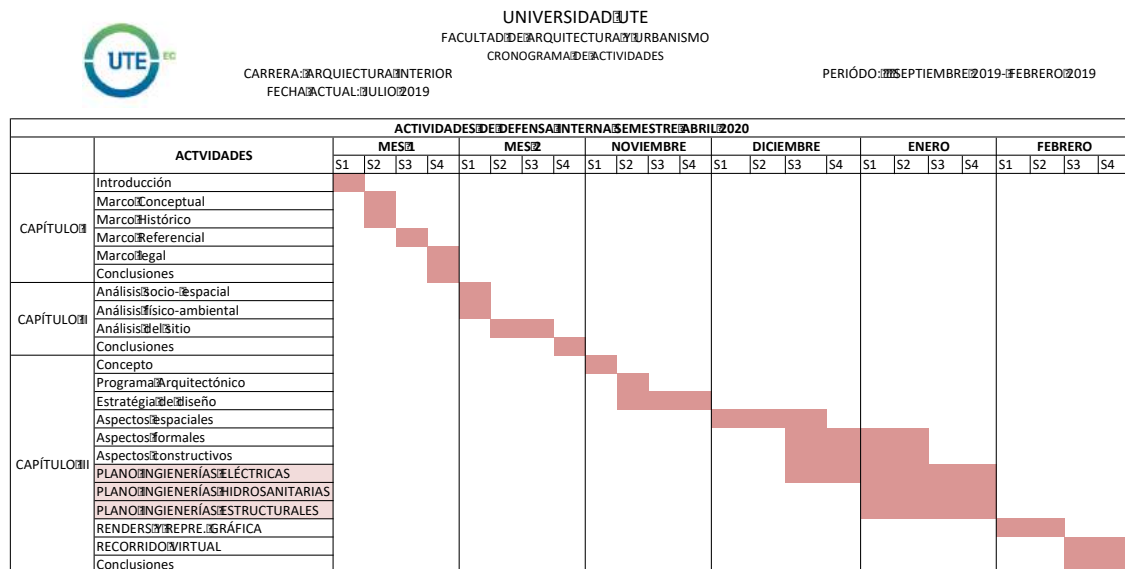 UNIVERSIDAD UTE
FACULTAD DE ARQUITECTURA Y URBANISMO
CRONOGRAMA DE ACTIVIDADES
UTE EC
CARRERA: ARQUIECTURA INTERIOR
PERIÓDO: SEPTIEMBRE 2019- FEBRERO 2019
FECHA ACTUAL: JULIO 2019
ACTIVIDADES DE DEFENSA INTERNA SEMESTRE ABRIL 2020
ACTVIDADES MES 1 MES 2 NOVIEMBRE DICIEMBRE ENERO FEBRERO
S1 S2 S3 S4 S1 S2 S3 S4 S1 S2 S3 S4 S1 S2 S3 S4 S1 S2 S3 S4 S1 S2 S3 S4
CAPÍTULO I
Introducción
Marco Conceptual
Marco Histórico
Marco Referencial
Marco legal
Conclusiones
CAPÍTULO II
Análisis socio- espacial
Análisis físico-ambiental
Análisis del sitio
Conclusiones
CAPÍTULO III
Concepto
Programa Arquitectónico
Estratégia de diseño
Aspectos espaciales
Aspectos formales
Aspectos constructivos
PLANO INGIENERÍAS ELÉCTRICAS
PLANO INGIENERÍAS HIDROSANITARIAS
PLANO INGIENERÍAS ESTRUCTURALES
RENDERS Y REPRE. GRÁFICA
RECORRIDO VIRTUAL
Conclusiones